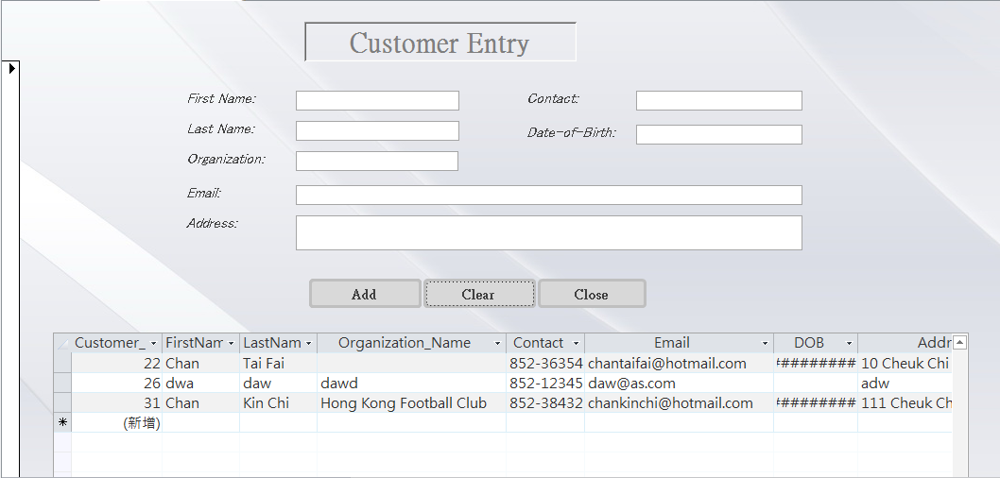 Customer Entry
First Name: Contact:
Last Name: Date-of-Birth:
Organization:
Email:
Address:
Add Clear Close
Customer_ FirstNam LastNam Organization_Name Contact Email DOB Addr
22 Chan Tai Fai 852-36354 chantaifai@hotmail.com ######### 10 Cheuk Chi
26 dwa daw dawd 852-12345 daw@as.com adw
31 Chan Kin Chi Hong Kong Football Club 852-38432 chankinchi@hotmail.com ######### 111 Cheuk Ch
* (新增)